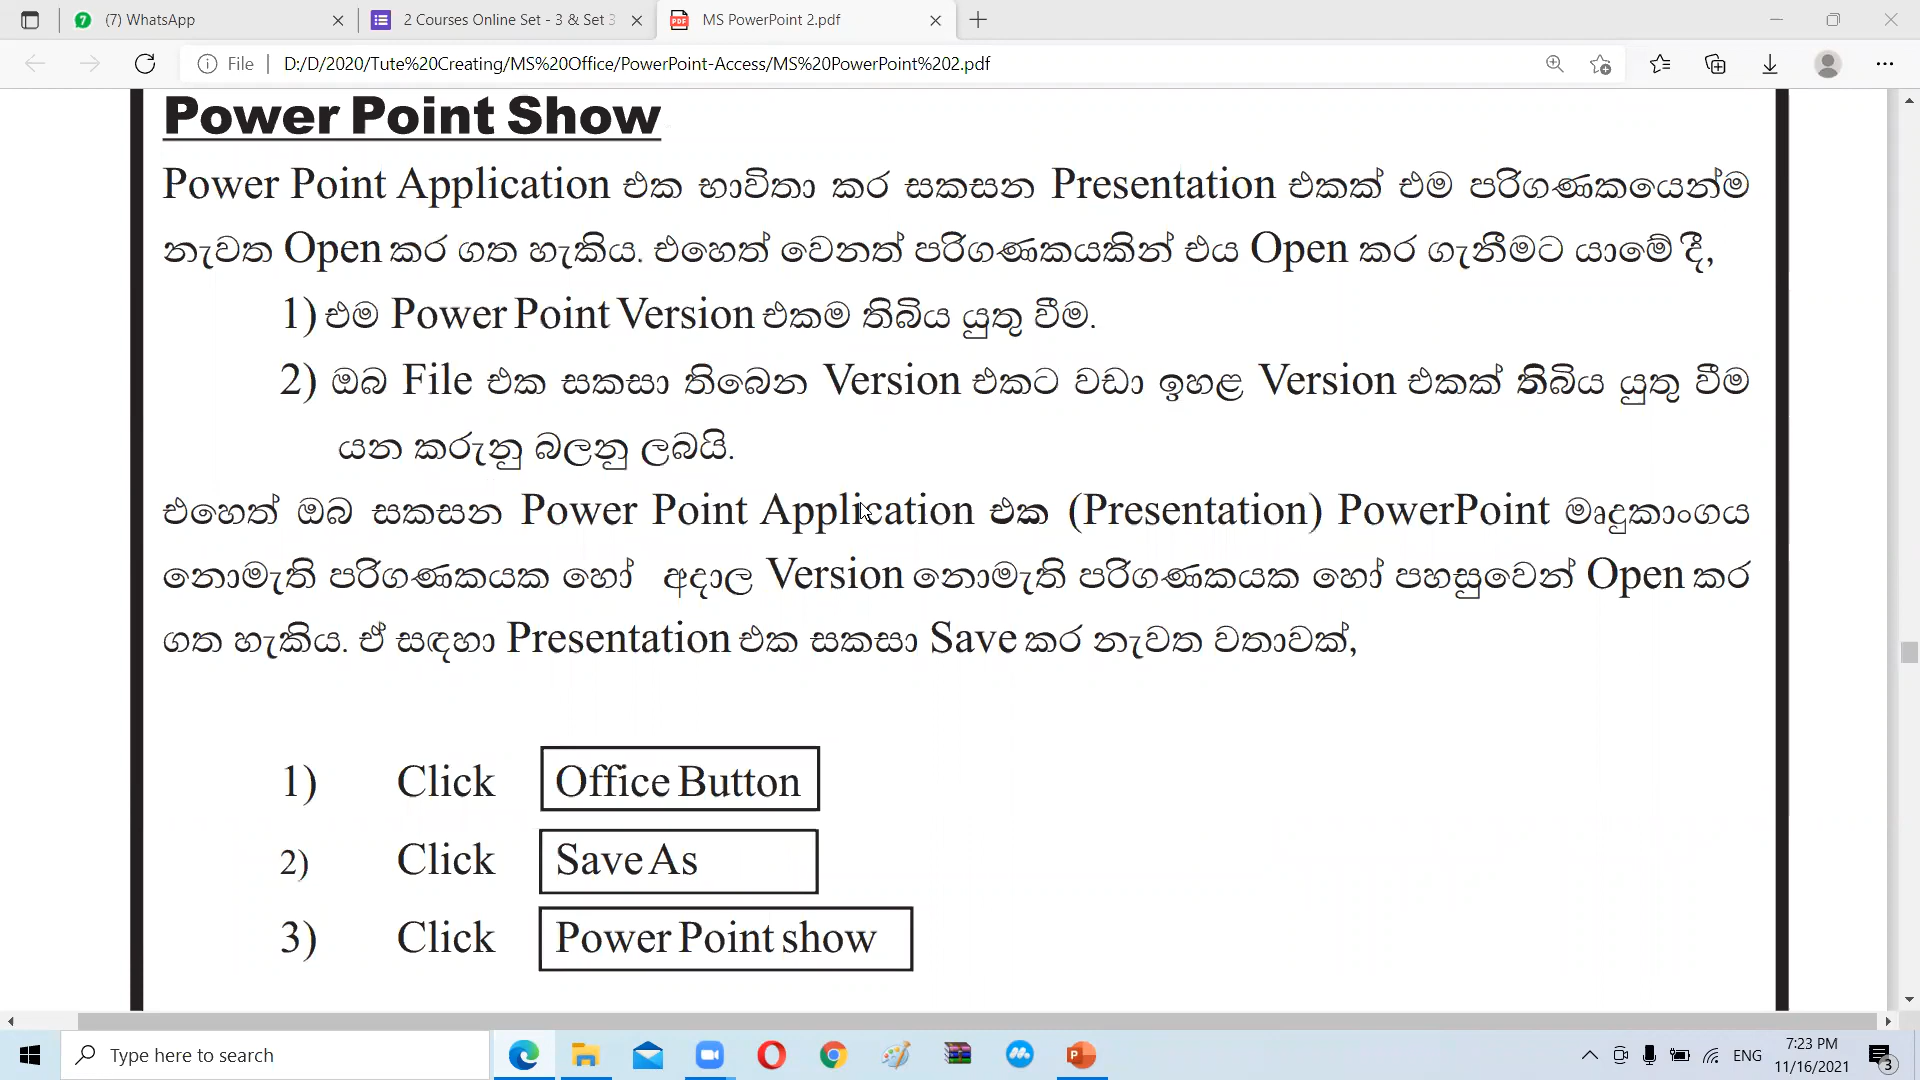 7 (7) WhatsApp 2 Courses Online Set - 3 & Set 3 PDF MS PowerPoint 2.pdf
File D:/D/2020/Tute%20Creating/MS%20Office/PowerPoint-Access/MS%20PowerPoint%202.pdf
Power Point Show
Power Point Application එක භාවිතා කර සකසන Presentation එකක් එම පරිගණකයෙන්ම
නැවත Open කර ගත හැකිය. එහෙත් වෙනත් පරිගණකයකින් එය Open කර ගැනීමට යාමේ දී,
1) එම Power Point Version එකම තිබිය යුතු වීම.
2) ඔබ File එක සකසා තිබෙන Version එකට වඩා ඉහළ Version එකක් තිබිය යුතු වීම
යන කරුනු බලනු ලබයි.
එහෙත් ඔබ සකසන Power Point Application එක (Presentation) PowerPoint මෘදුකාංගය
නොමැති පරිගණකයක හෝ අදාල Version නොමැති පරිගණකයක හෝ පහසුවෙන් Open කර
ගත හැකිය. ඒ සඳහා Presentation එක සකසා Save කර නැවත වතාවක්,
1) Click Office Button
2) Click Save As
3) Click Power Point show
Type here to search
ENG 7:23 PM
11/16/2021 3